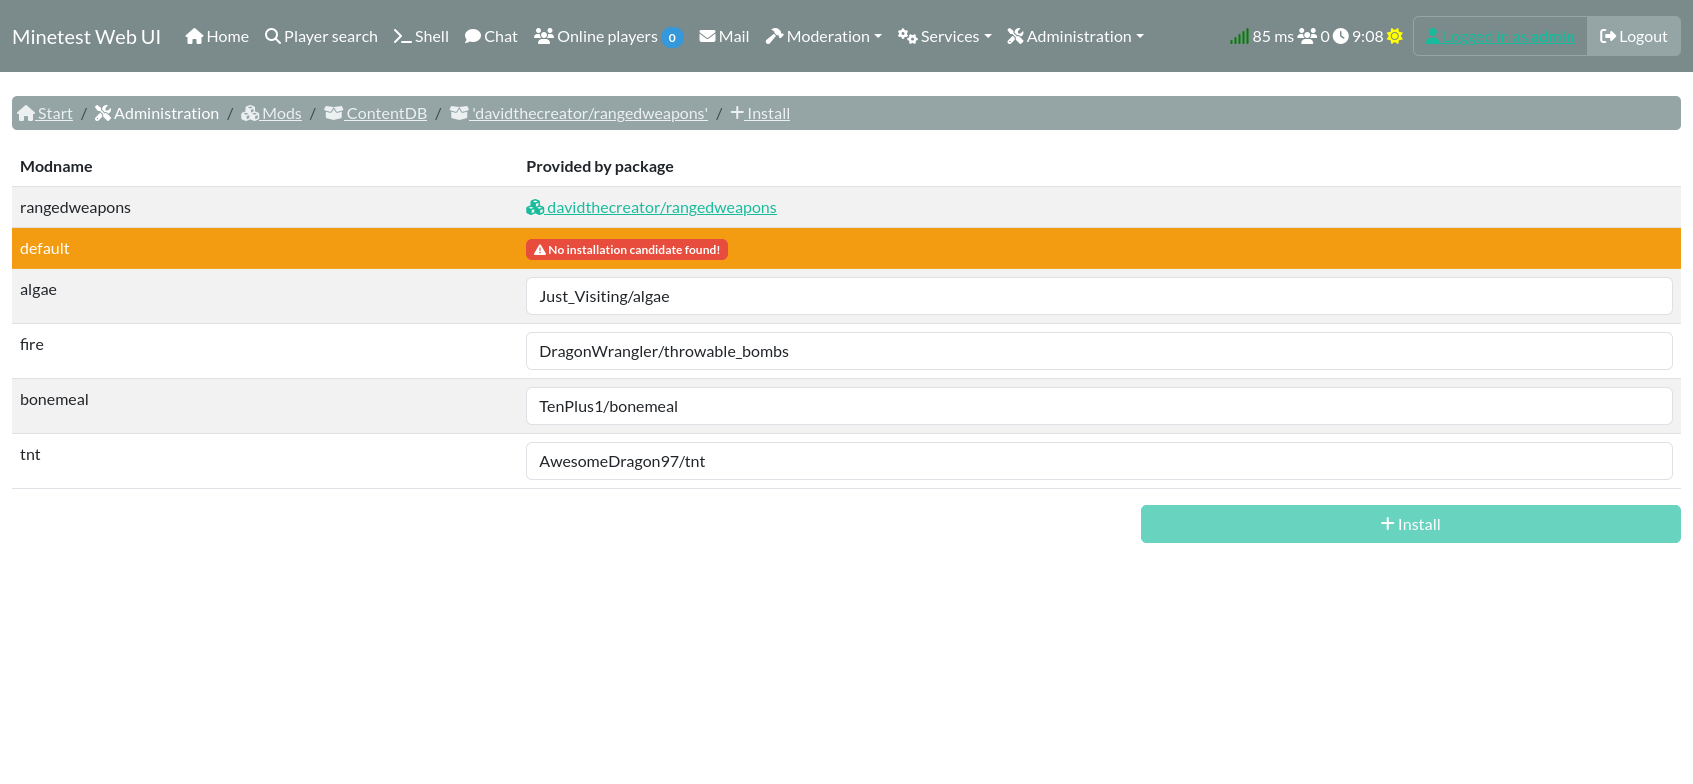 Minetest Web UI Home Player search Shell Chat Online players 0 Mail Moderation Services Administration 85 ms 0 9:08 Logged in as admin Logout
Start / Administration / Mods / ContentDB / 'davidthecreator/rangedweapons' / Install
Modname Provided by package
rangedweapons davidthecreator/rangedweapons
default No installation candidate found!
algae Just_Visiting/algae
fire DragonWrangler/throwable_bombs
bonemeal TenPlus1/bonemeal
tnt AwesomeDragon97/tnt
Install